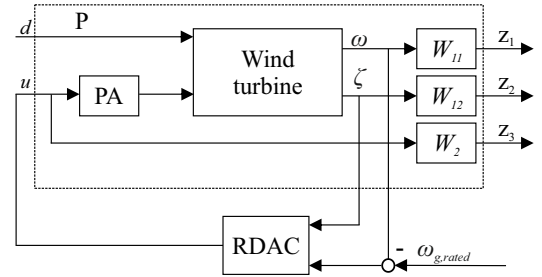 d
P
ω
W11
z1
Wind
turbine
u
PA
ζ
W12
z2
W2
z3
RDAC
-
ωg,rated